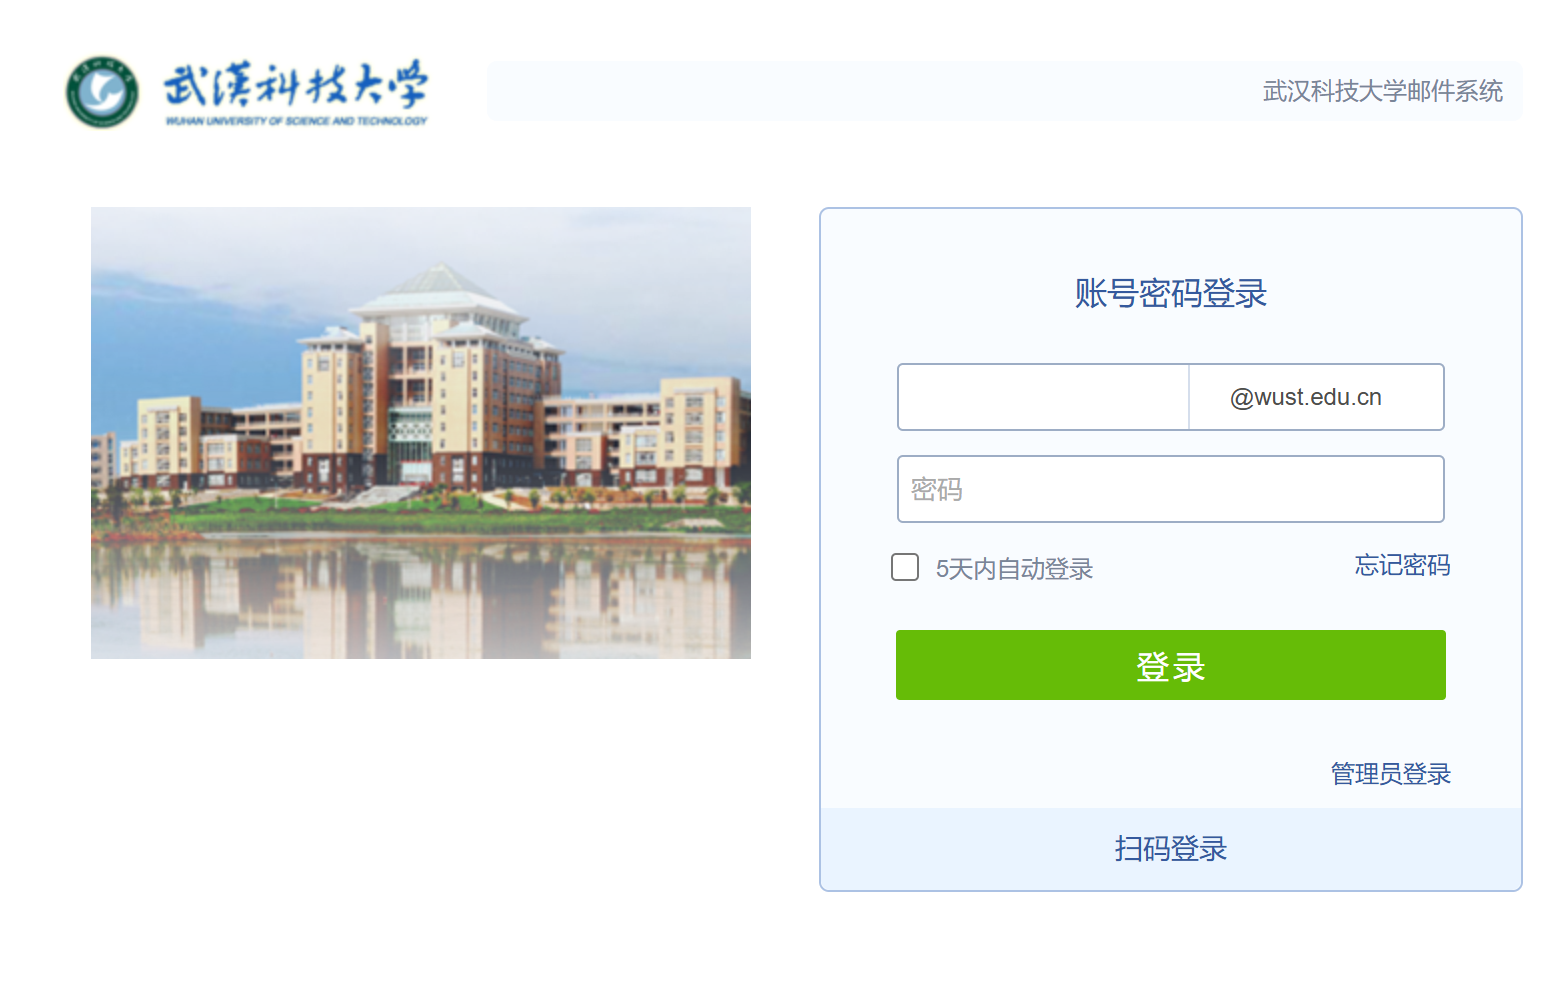 武漢科技大学
WUHAN UNIVERSITY OF SCIENCE AND TECHNOLOGY
武汉科技大学邮件系统
账号密码登录
@wust.edu.cn
密码
5天内自动登录
忘记密码
登录
管理员登录
扫码登录